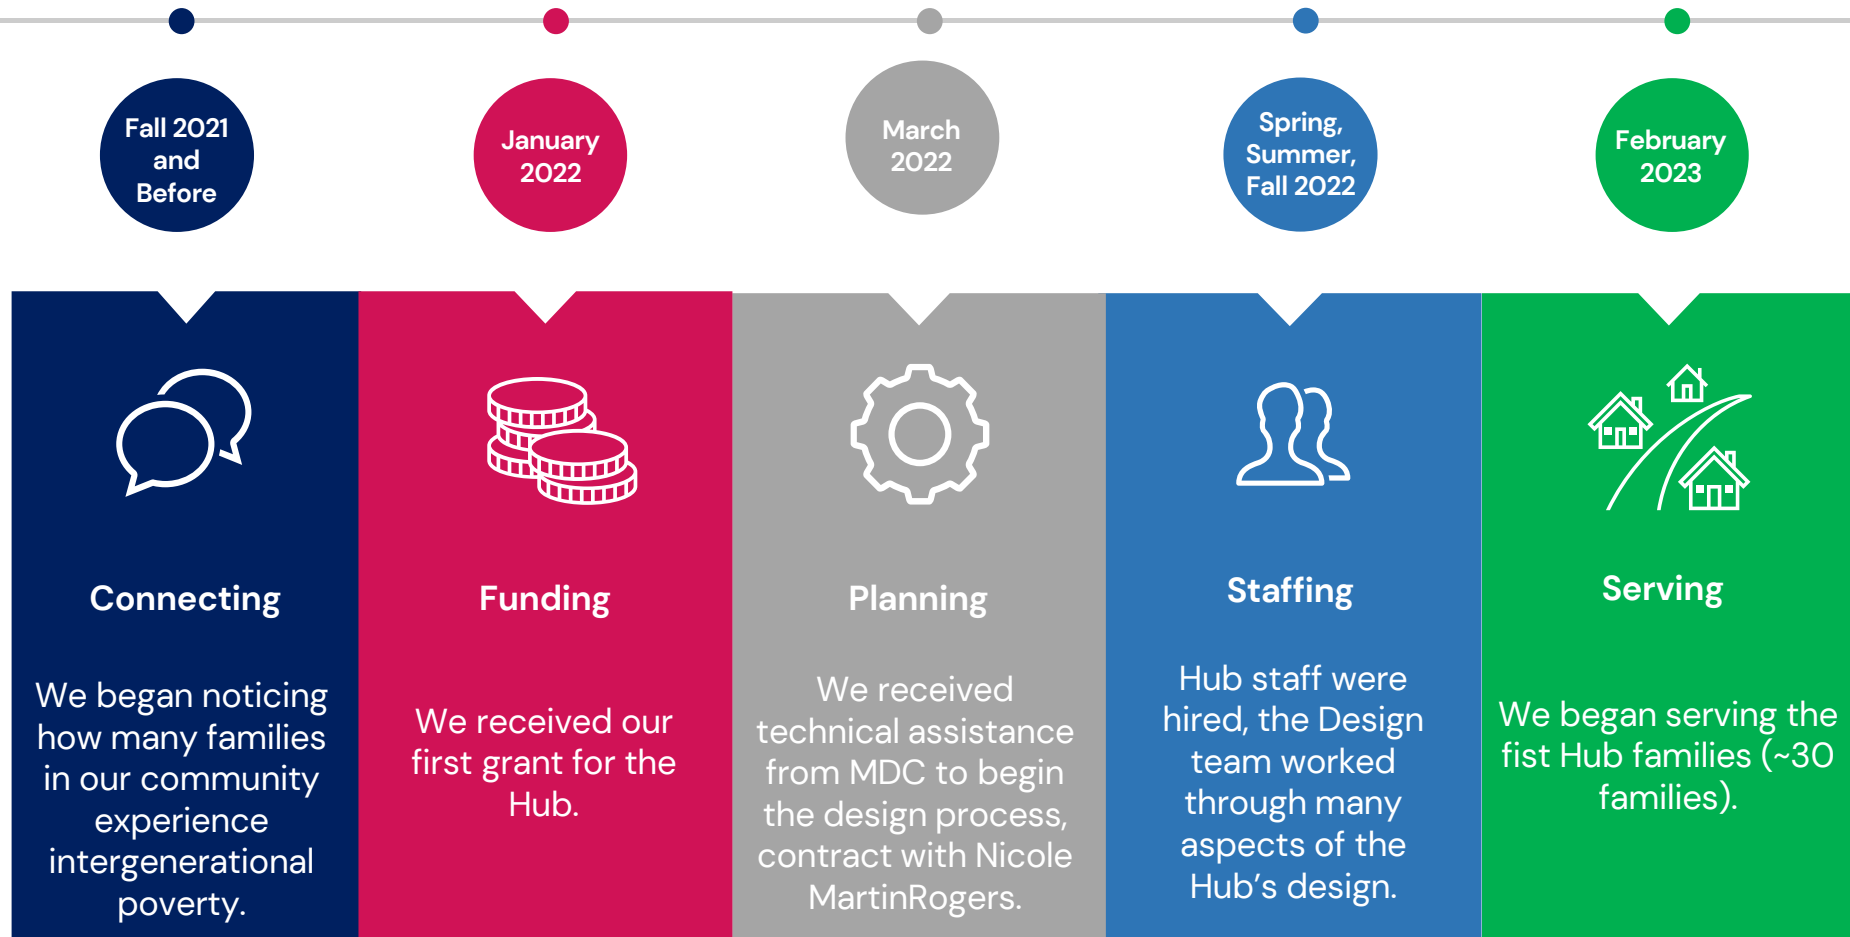 Fall 2021
and
Before
January
2022
March
2022
Spring,
Summer,
Fall 2022
February
2023
Connecting
We began noticing
how many families
in our community
experience
intergenerational
poverty.
Funding
We received our
first grant for the
Hub.
Planning
We received
technical assistance
from MDC to begin
the design process,
contract with Nicole
MartinRogers.
Staffing
Hub staff were
hired, the Design
team worked
through many
aspects of the
Hub’s design.
Serving
We began serving the
fist Hub families (~30
families).